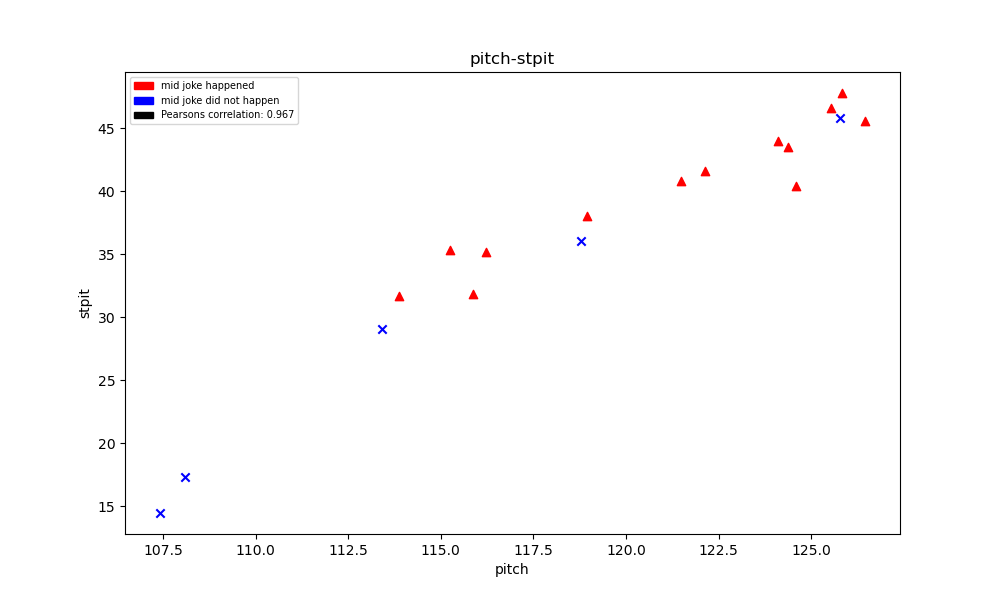 pitch-stpit
mid joke happened
mid joke did not happen
Pearsons correlation: 0.967
45
40
35
30
25
20
15
stpit
107.5 110.0 112.5 115.0 117.5 120.0 122.5 125.0
pitch